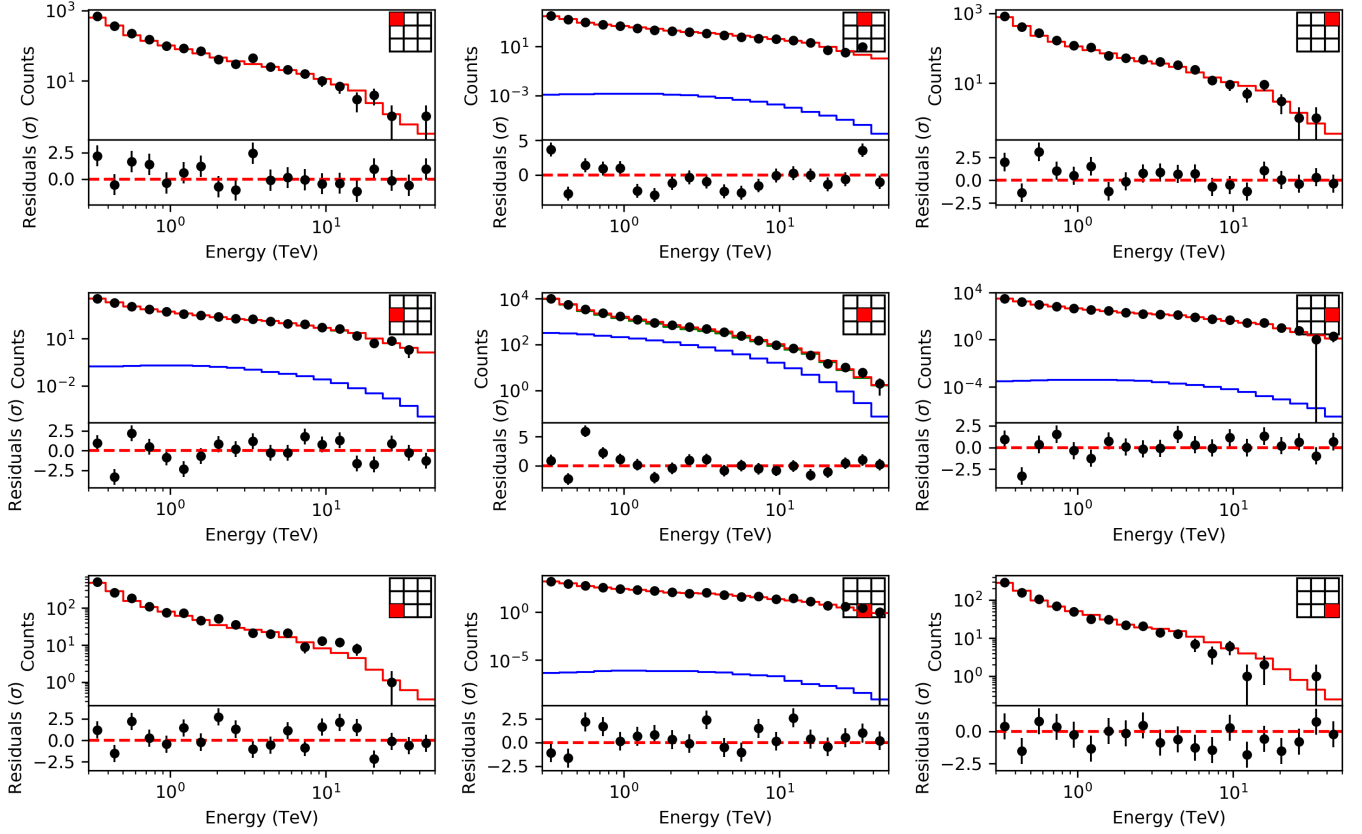 10³
10¹
Counts
2.5
0.0
Residuals (σ)
10⁰
10¹
Energy (TeV)
10¹
10⁻³
Counts
5
0
Residuals (σ)
10⁰
10¹
Energy (TeV)
10³
10¹
Counts
2.5
0.0
−2.5
Residuals (σ)
10⁰
10¹
Energy (TeV)
10¹
10⁻²
Counts
2.5
0.0
−2.5
Residuals (σ)
10⁰
10¹
Energy (TeV)
10⁴
10²
10⁰
Counts
5
0
Residuals (σ)
10⁰
10¹
Energy (TeV)
10⁴
10⁰
10⁻⁴
Counts
2.5
0.0
−2.5
Residuals (σ)
10⁰
10¹
Energy (TeV)
10²
10¹
10⁰
Counts
2.5
0.0
−2.5
Residuals (σ)
10⁰
10¹
Energy (TeV)
10⁰
10⁻⁵
Counts
2.5
0.0
−2.5
Residuals (σ)
10⁰
10¹
Energy (TeV)
10²
10¹
10⁰
Counts
0.0
−2.5
Residuals (σ)
10⁰
10¹
Energy (TeV)